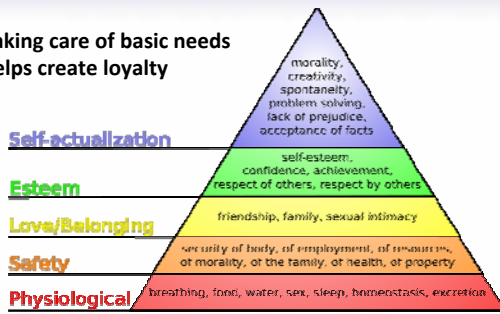 aking care of basic needs
elps create loyalty
morality,
creativity,
spontaneity,
problem solving,
lack of prejudice,
acceptance of facts
Self-actualization
self-esteem,
confidence, achievement,
respect of others, respect by others
Esteem
friendship, family, sexual intimacy
Love/Belonging
security of body, of employment, of resources,
of morality, of the family, of health, of property
Safety
Physiological
breathing, food, water, sex, sleep, homeostasis, excretion